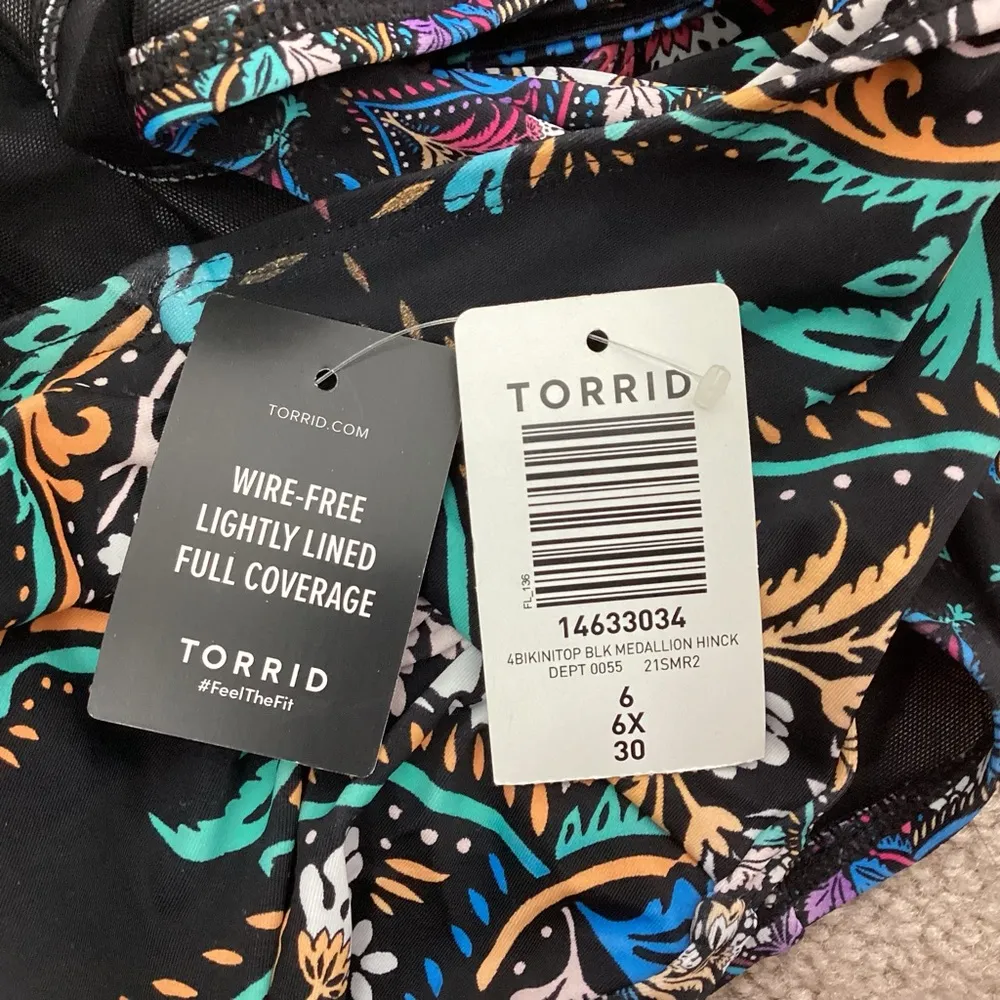 TORRID.COM
WIRE-FREE
LIGHTLY LINED
FULL COVERAGE
TORRID
#FeelTheFit
TORRID
FL_136
14633034
4BIKINITOP BLK MEDALLION HINCK
DEPT 0055 21SMR2
6
6X
30